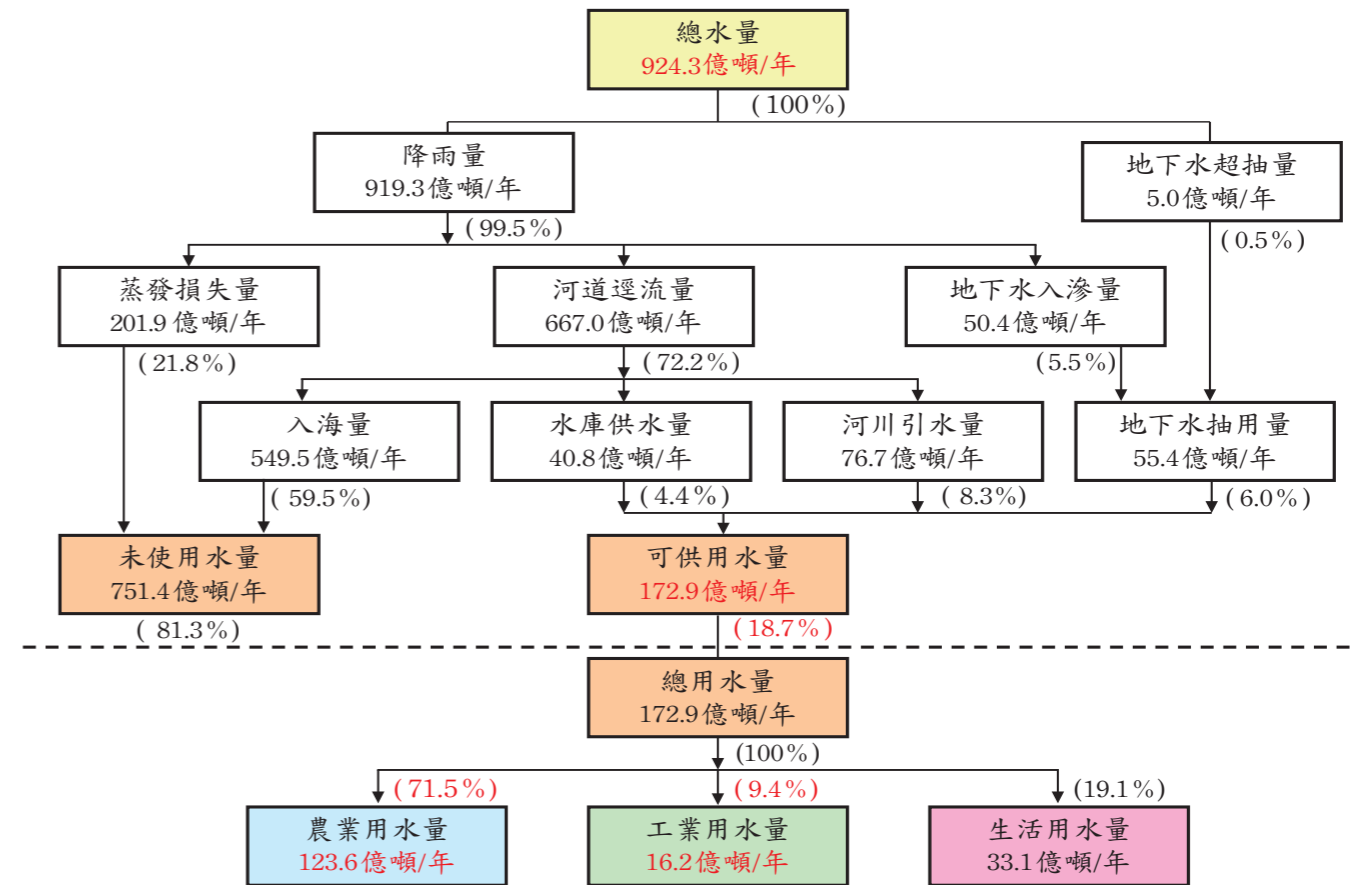 總水量
924.3億噸/年
(100%)
降雨量
919.3億噸/年
(99.5%)
地下水超抽量
5.0億噸/年
(0.5%)
蒸發損失量
201.9億噸/年
(21.8%)
河道逕流量
667.0億噸/年
(72.2%)
地下水入滲量
50.4億噸/年
(5.5%)
入海量
549.5億噸/年
(59.5%)
水庫供水量
40.8億噸/年
(4.4%)
河川引水量
76.7億噸/年
(8.3%)
地下水抽用量
55.4億噸/年
(6.0%)
未使用水量
751.4億噸/年
(81.3%)
可供用水量
172.9億噸/年
(18.7%)
總用水量
172.9億噸/年
(100%)
(71.5%)
農業用水量
123.6億噸/年
(9.4%)
工業用水量
16.2億噸/年
(19.1%)
生活用水量
33.1億噸/年